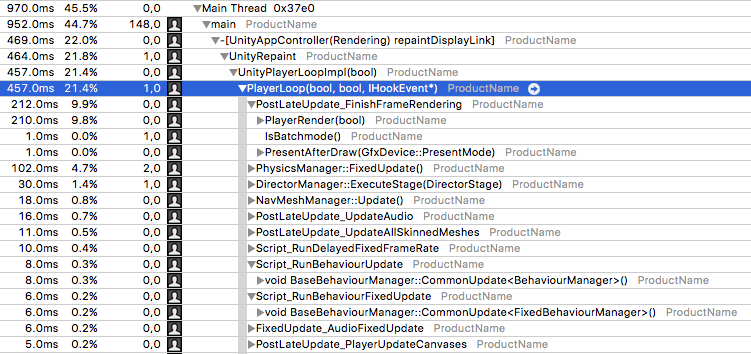 970.0ms 45.5% 0,0 ▼Main Thread 0x37e0
952.0ms 44.7% 148,0 ▼main ProductName
469.0ms 22.0% 0,0 ▼-[UnityAppController(Rendering) repaintDisplayLink] ProductName
464.0ms 21.8% 1,0 ▼UnityRepaint ProductName
457.0ms 21.4% 0,0 ▼UnityPlayerLoopImpl(bool) ProductName
457.0ms 21.4% 1,0 ▼PlayerLoop(bool, bool, IHookEvent*) ProductName
212.0ms 9.9% 0,0 ▼PostLateUpdate_FinishFrameRendering ProductName
210.0ms 9.8% 0,0 ▶PlayerRender(bool) ProductName
1.0ms 0.0% 1,0 IsBatchmode() ProductName
1.0ms 0.0% 0,0 ▶PresentAfterDraw(GfxDevice::PresentMode) ProductName
102.0ms 4.7% 2,0 ▶PhysicsManager::FixedUpdate() ProductName
30.0ms 1.4% 1,0 ▶DirectorManager::ExecuteStage(DirectorStage) ProductName
18.0ms 0.8% 0,0 ▶NavMeshManager::Update() ProductName
16.0ms 0.7% 0,0 ▶PostLateUpdate_UpdateAudio ProductName
11.0ms 0.5% 0,0 ▶PostLateUpdate_UpdateAllSkinnedMeshes ProductName
10.0ms 0.4% 0,0 ▶Script_RunDelayedFixedFrameRate ProductName
8.0ms 0.3% 0,0 ▼Script_RunBehaviourUpdate ProductName
8.0ms 0.3% 0,0 ▶void BaseBehaviourManager::CommonUpdate<BehaviourManager>() ProductName
6.0ms 0.2% 0,0 ▼Script_RunBehaviourFixedUpdate ProductName
6.0ms 0.2% 0,0 ▶void BaseBehaviourManager::CommonUpdate<FixedBehaviourManager>() ProductName
6.0ms 0.2% 0,0 ▶FixedUpdate_AudioFixedUpdate ProductName
5.0ms 0.2% 0,0 ▶PostLateUpdate_PlayerUpdateCanvases ProductName